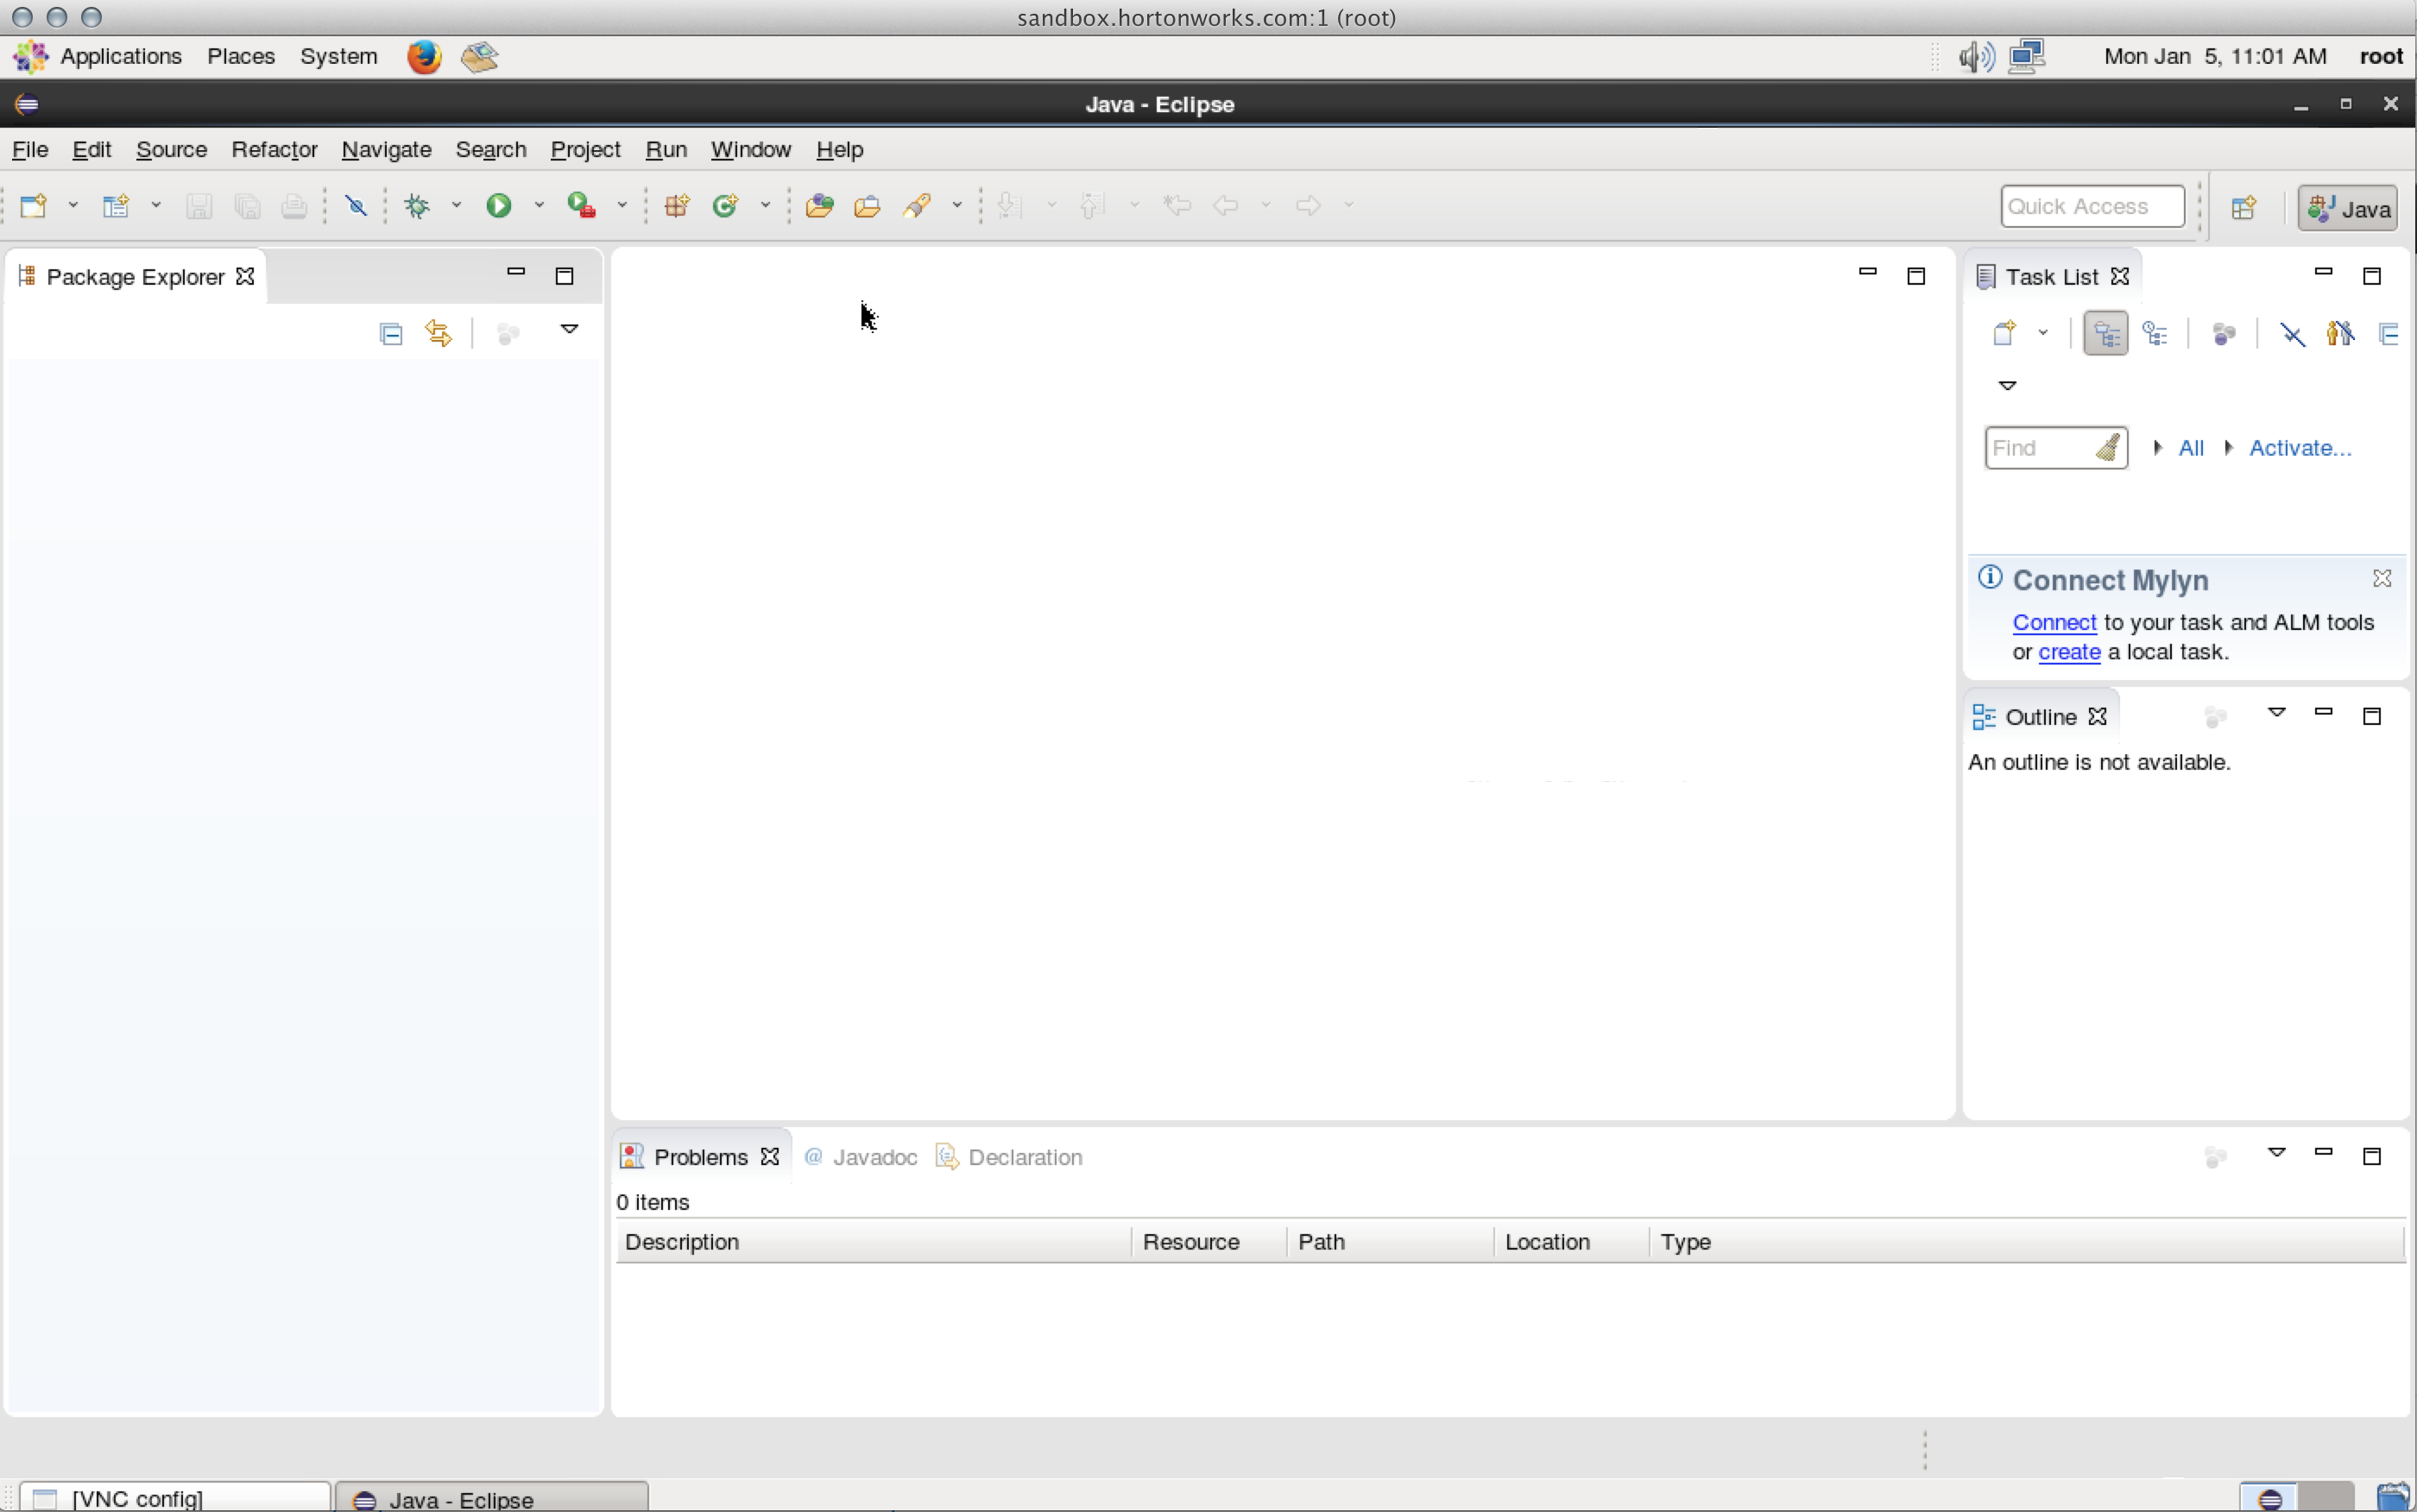 sandbox.hortonworks.com:1 (root)
Applications Places System Mon Jan 5, 11:01 AM root
Java - Eclipse
File Edit Source Refactor Navigate Search Project Run Window Help
Quick Access Java
Package Explorer
Task List
Find All Activate...
Connect Mylyn
Connect to your task and ALM tools
or create a local task.
Outline
An outline is not available.
Problems @ Javadoc Declaration
0 items
Description Resource Path Location Type
[VNC config] Java - Eclipse